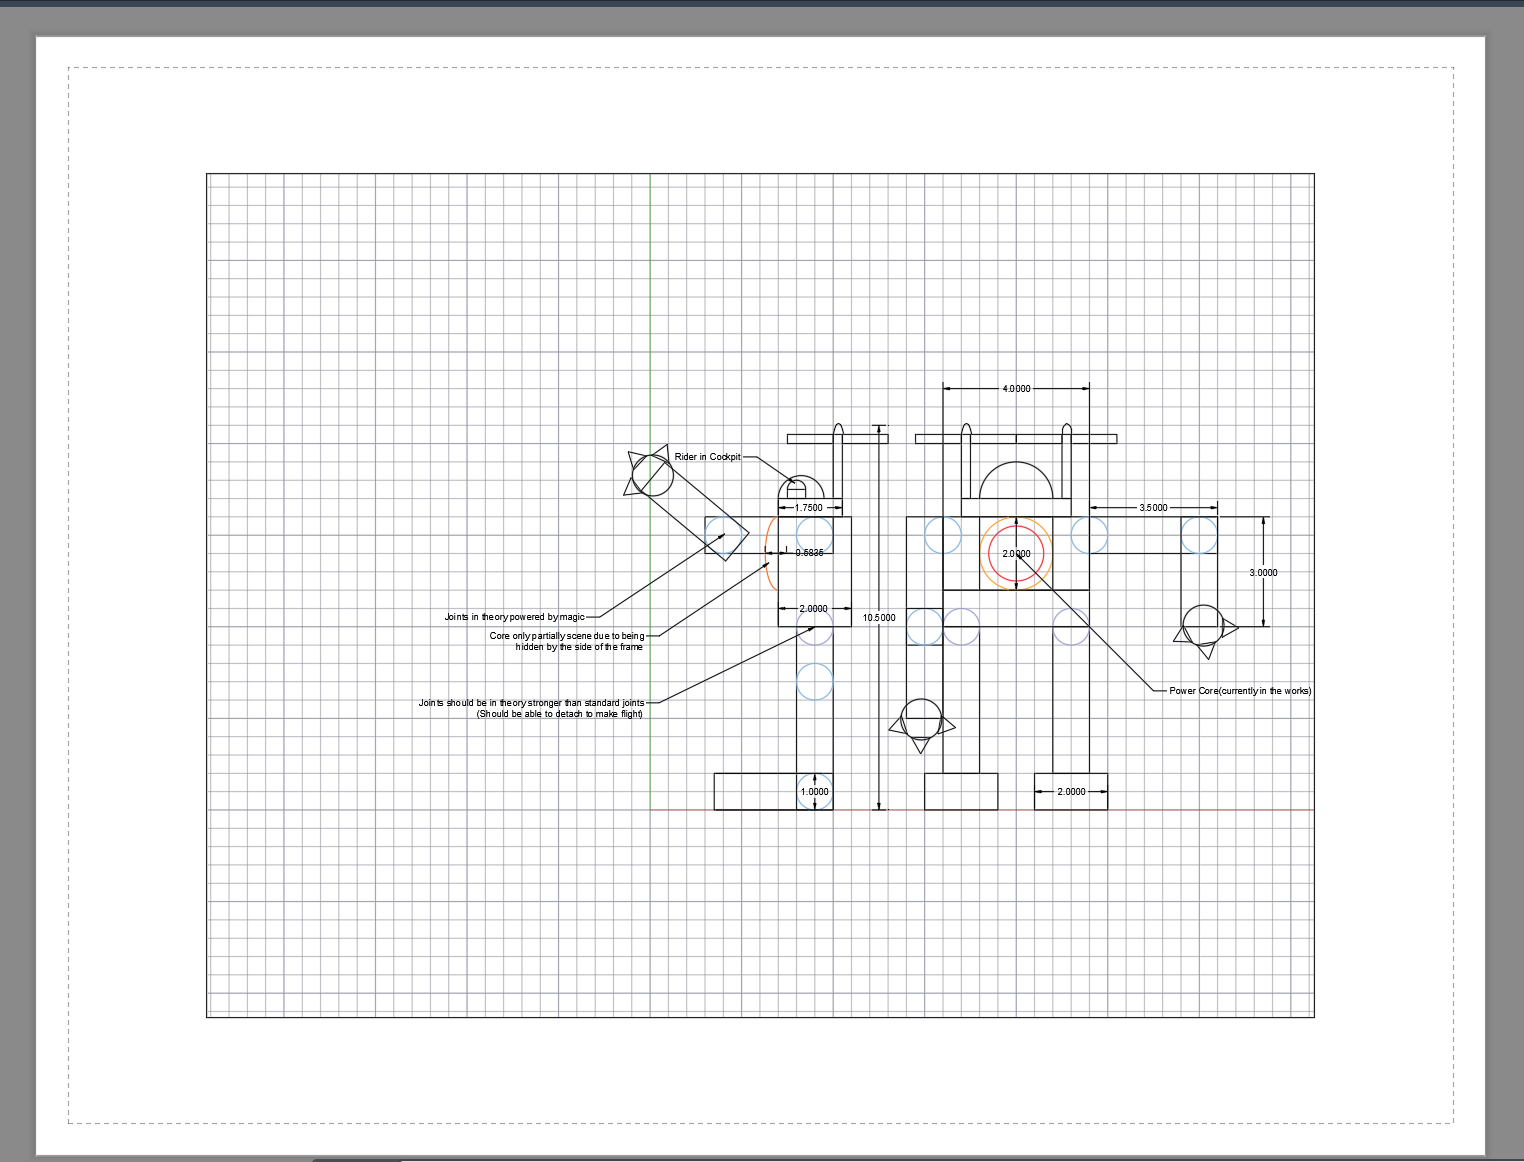 4.0000
Rider in Cockpit
1.7500
3.5000
0.5835
2.0000
3.0000
2.0000
10.5000
Joints in theory powered by magic
Core only partially scene due to being
hidden by the side of the frame
Power Core(currently in the works)
Joints should be in theory stronger than standard joints
(Should be able to detach to make flight)
1.0000
2.0000